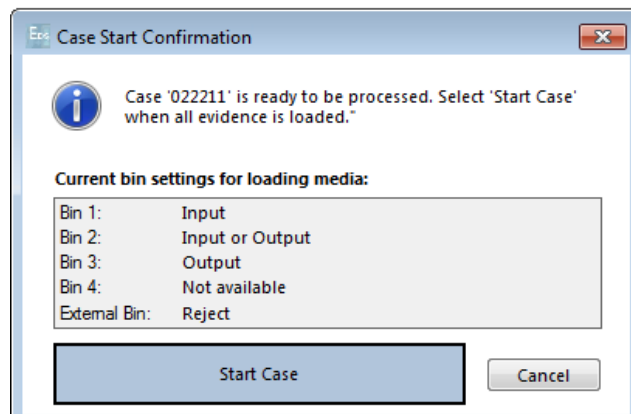 Case Start Confirmation
Case '022211' is ready to be processed. Select 'Start Case'
when all evidence is loaded."
Current bin settings for loading media:
Bin 1: Input
Bin 2: Input or Output
Bin 3: Output
Bin 4: Not available
External Bin: Reject
Start Case
Cancel